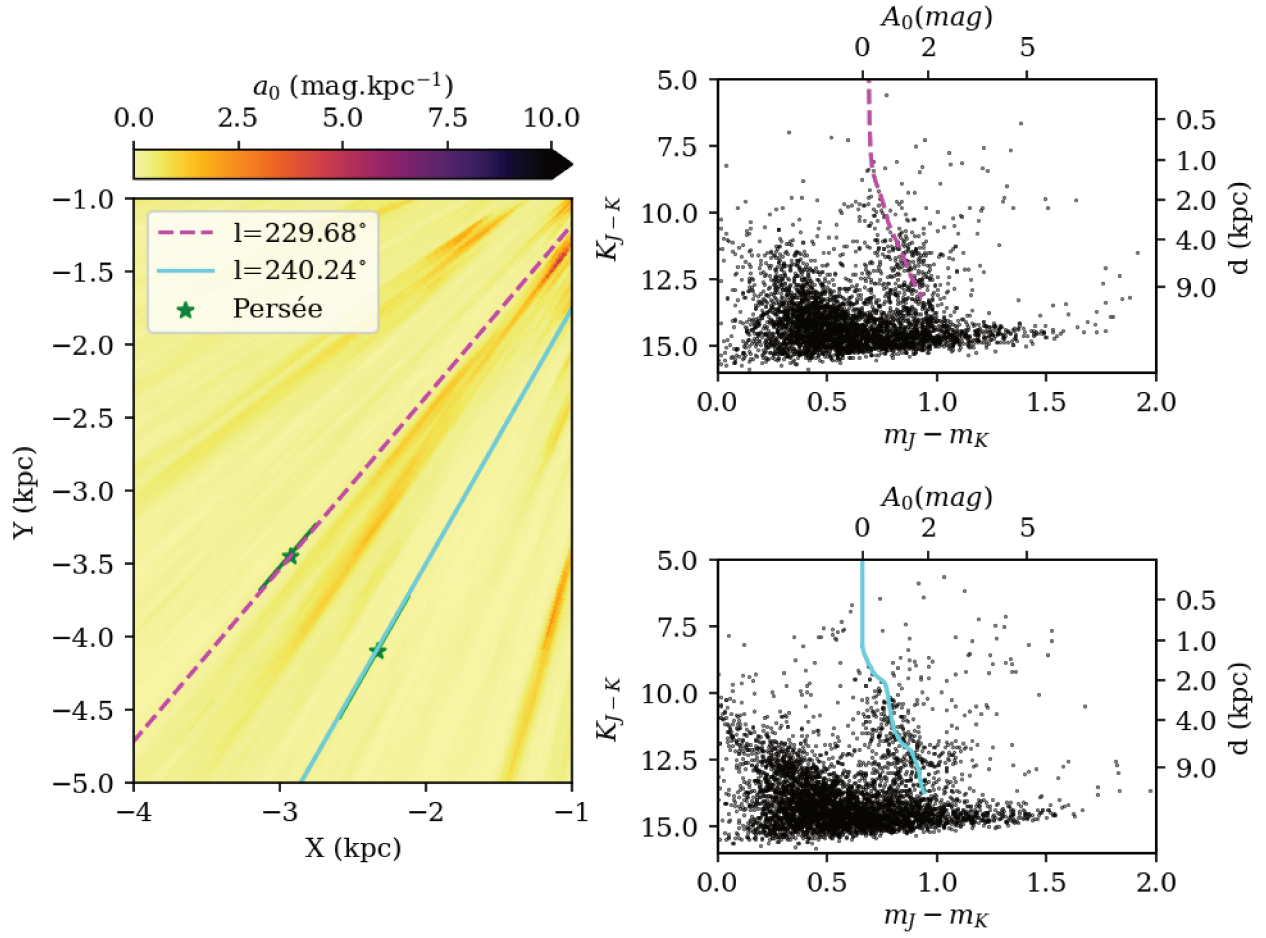 a₀ (mag.kpc⁻¹)
0.0 2.5 5.0 7.5 10.0
−1.0
−1.5
−2.0
−2.5
−3.0
−3.5
−4.0
−4.5
−5.0
Y (kpc)
l=229.68°
l=240.24°
Persée
−4 −3 −2 −1
X (kpc)
A₀(mag)
0 2 5
5.0
7.5
10.0
12.5
15.0
K_{J−K}
0.5
1.0
2.0
4.0
9.0
d (kpc)
0.0 0.5 1.0 1.5 2.0
m_J − m_K
A₀(mag)
0 2 5
5.0
7.5
10.0
12.5
15.0
K_{J−K}
0.5
1.0
2.0
4.0
9.0
d (kpc)
0.0 0.5 1.0 1.5 2.0
m_J − m_K